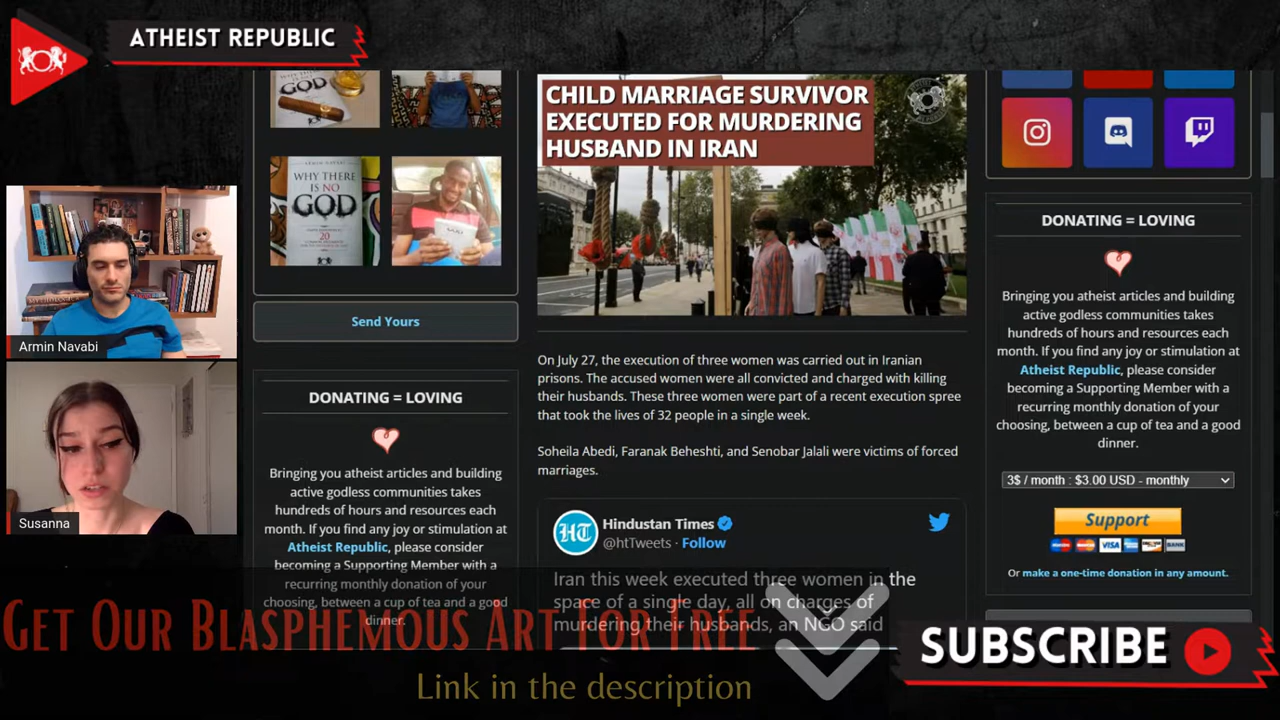 ATHEIST REPUBLIC
Armin Navabi
Susanna
GOD
WHY THERE
IS NO
GOD
20
Send Yours
DONATING = LOVING
Bringing you atheist articles and building
active godless communities takes
hundreds of hours and resources each
month. If you find any joy or stimulation at
Atheist Republic, please consider
becoming a Supporting Member with a
recurring monthly donation of your
choosing, between a cup of tea and a good
dinner.
CHILD MARRIAGE SURVIVOR
EXECUTED FOR MURDERING
HUSBAND IN IRAN
On July 27, the execution of three women was carried out in Iranian
prisons. The accused women were all convicted and charged with killing
their husbands. These three women were part of a recent execution spree
that took the lives of 32 people in a single week.
Soheila Abedi, Faranak Beheshti, and Senobar Jalali were victims of forced
marriages.
HT
Hindustan Times
@htTweets · Follow
Iran this week executed three women in the
space of a single day, all on charges of
murdering their husbands, an NGO said
DONATING = LOVING
Bringing you atheist articles and building
active godless communities takes
hundreds of hours and resources each
month. If you find any joy or stimulation at
Atheist Republic, please consider
becoming a Supporting Member with a
recurring monthly donation of your
choosing, between a cup of tea and a good
dinner.
3$ / month : $3.00 USD - monthly
Support
VISA
BANK
Or make a one-time donation in any amount.
GET OUR BLASPHEMOUS ART FOR FREE
Link in the description
SUBSCRIBE